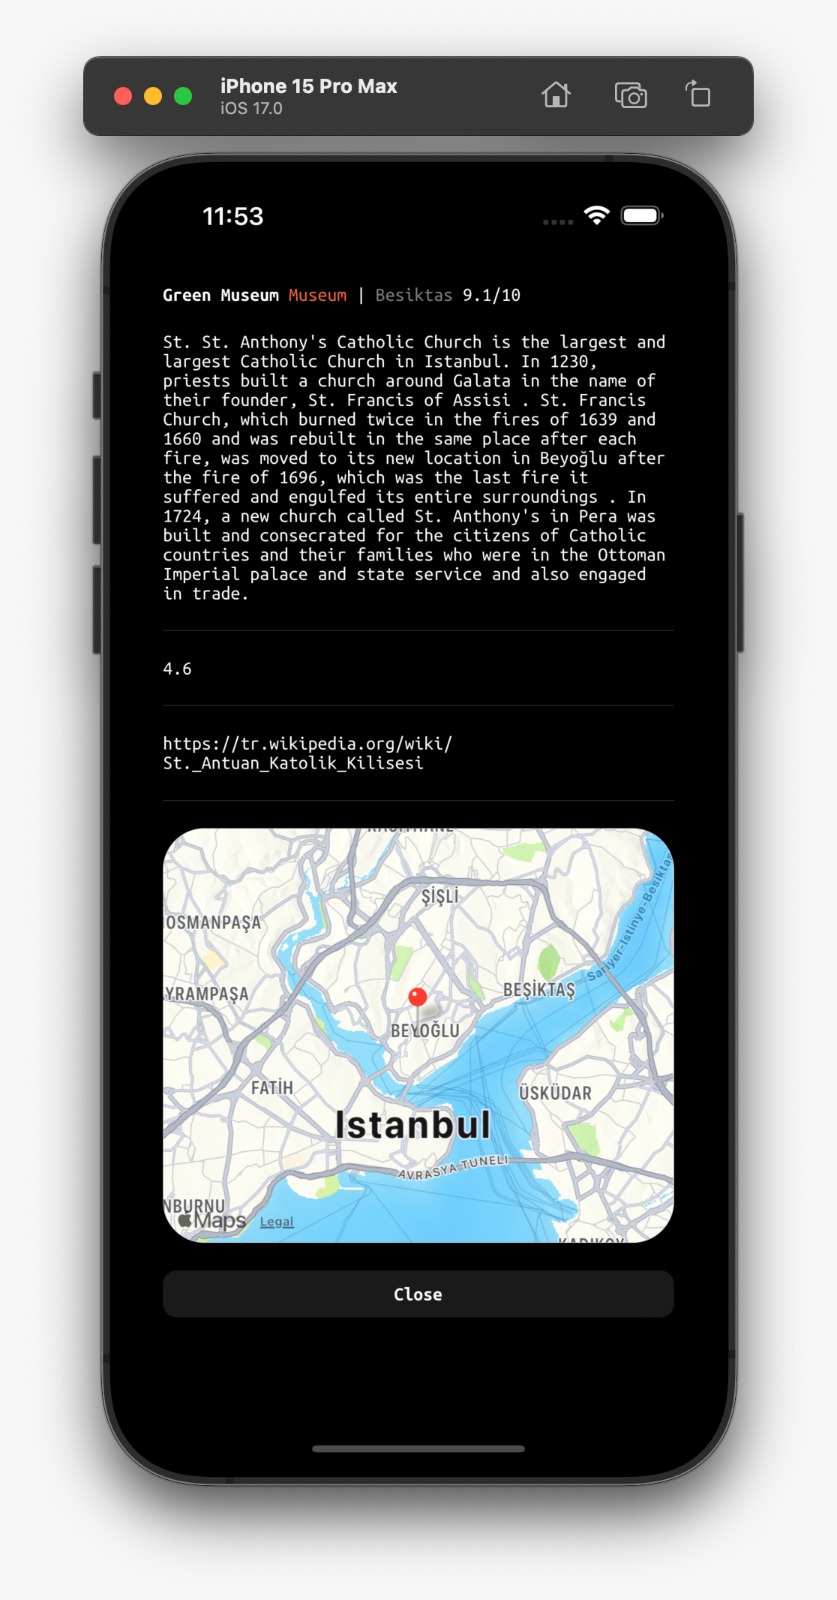 iPhone 15 Pro Max
iOS 17.0
11:53
Green Museum Museum | Besiktas 9.1/10
St. St. Anthony's Catholic Church is the largest and
largest Catholic Church in Istanbul. In 1230,
priests built a church around Galata in the name of
their founder, St. Francis of Assisi . St. Francis
Church, which burned twice in the fires of 1639 and
1660 and was rebuilt in the same place after each
fire, was moved to its new location in Beyoğlu after
the fire of 1696, which was the last fire it
suffered and engulfed its entire surroundings . In
1724, a new church called St. Anthony's in Pera was
built and consecrated for the citizens of Catholic
countries and their families who were in the Ottoman
Imperial palace and state service and also engaged
in trade.
4.6
https://tr.wikipedia.org/wiki/
St._Antuan_Katolik_Kilisesi
ŞİŞLİ
Sarıyer-Istinye-Besiktas
OSMANPAŞA
YRAMPAŞA
BEŞİKTAŞ
BEYOĞLU
FATİH
ÜSKÜDAR
Istanbul
AVRASYA TUNELI
NBURNU
Maps Legal
Close